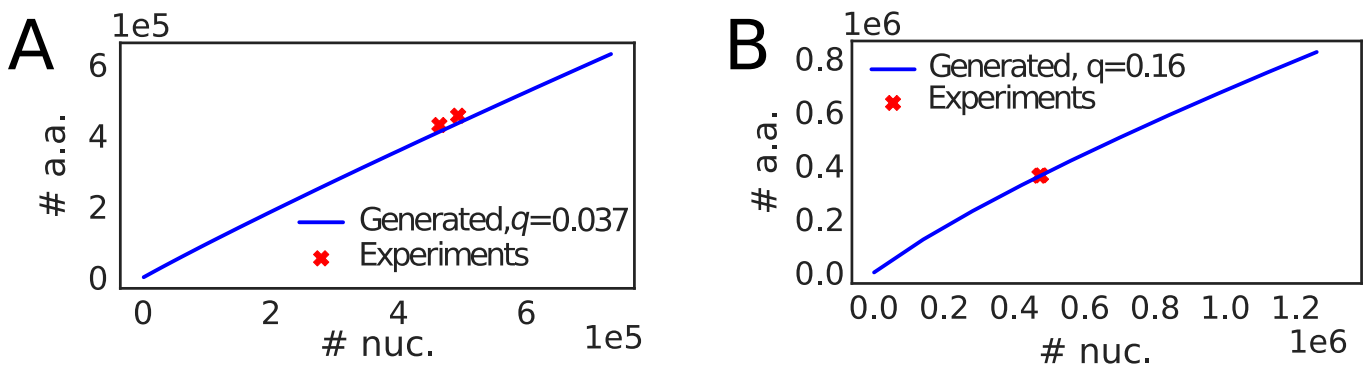 A
1e5
6
4
2
0
# a.a.
Generated,q=0.037
Experiments
0 2 4 6
1e5
# nuc.
B
1e6
0.8
0.6
0.4
0.2
0.0
# a.a.
Generated, q=0.16
Experiments
0.0 0.2 0.4 0.6 0.8 1.0 1.2
1e6
# nuc.